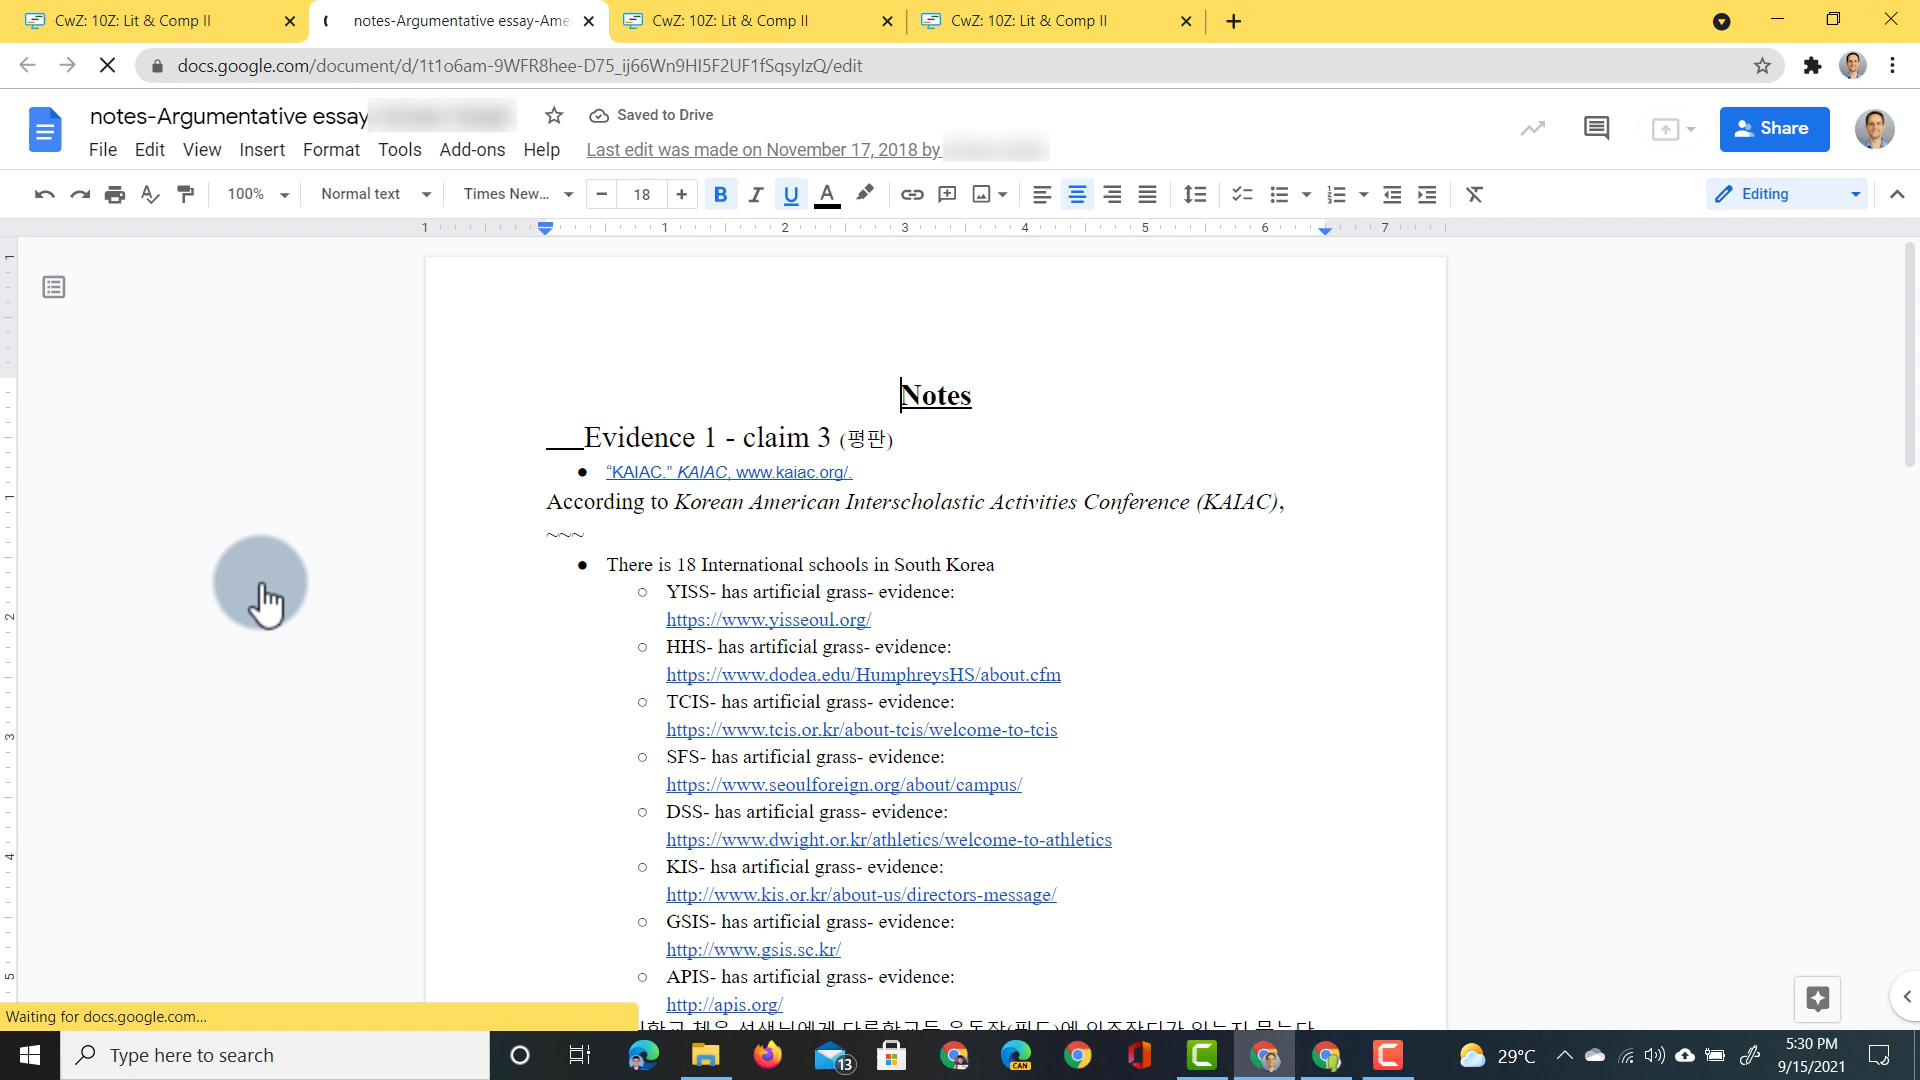 CwZ: 10Z: Lit & Comp II
notes-Argumentative essay-Ame
CwZ: 10Z: Lit & Comp II
CwZ: 10Z: Lit & Comp II
docs.google.com/document/d/1t1o6am-9WFR8hee-D75_ij66Wn9HI5F2UF1fSqsylzQ/edit
notes-Argumentative essay
Saved to Drive
Share
File Edit View Insert Format Tools Add-ons Help
Last edit was made on November 17, 2018 by
100% Normal text Times New... 18 Editing
1 1 2 3 4 5 6 7
Notes
___Evidence 1 - claim 3 (평판)
“KAIAC.” KAIAC, www.kaiac.org/.
According to Korean American Interscholastic Activities Conference (KAIAC),
~~~
There is 18 International schools in South Korea
YISS- has artificial grass- evidence:
https://www.yisseoul.org/
HHS- has artificial grass- evidence:
https://www.dodea.edu/HumphreysHS/about.cfm
TCIS- has artificial grass- evidence:
https://www.tcis.or.kr/about-tcis/welcome-to-tcis
SFS- has artificial grass- evidence:
https://www.seoulforeign.org/about/campus/
DSS- has artificial grass- evidence:
https://www.dwight.or.kr/athletics/welcome-to-athletics
KIS- hsa artificial grass- evidence:
http://www.kis.or.kr/about-us/directors-message/
GSIS- has artificial grass- evidence:
http://www.gsis.sc.kr/
APIS- has artificial grass- evidence:
http://apis.org/
Waiting for docs.google.com...
Type here to search
13
CAN
29°C
5:30 PM
9/15/2021